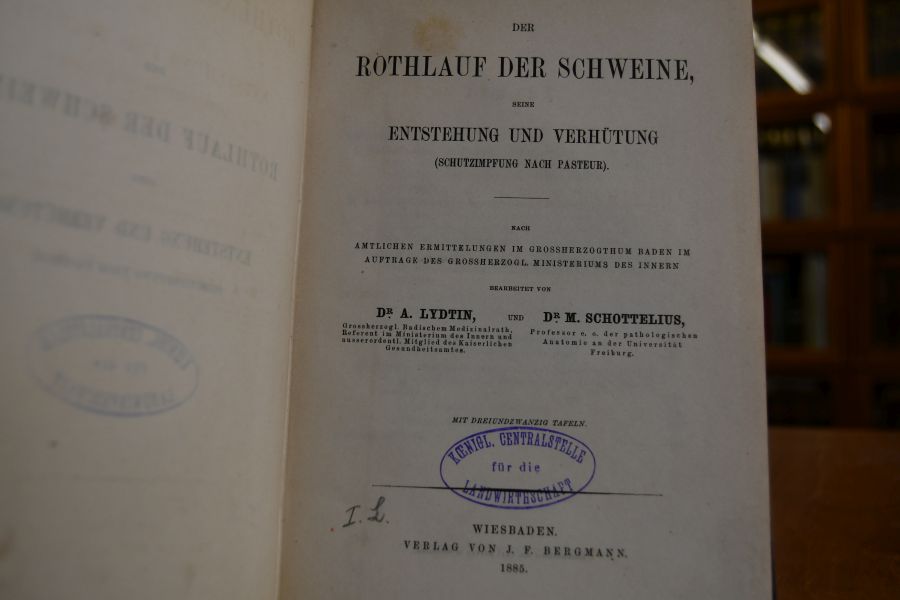 DER
ROTHLAUF DER SCHWEINE,
SEINE
ENTSTEHUNG UND VERHÜTUNG
(SCHUTZIMPFUNG NACH PASTEUR).
NACH
AMTLICHEN ERMITTELUNGEN IM GROSSHERZOGTHUM BADEN IM
AUFTRAGE DES GROSSHERZOGL. MINISTERIUMS DES INNERN
BEARBEITET VON
DR. A. LYDTIN,
Grossherzogl. Badischem Medizinalrath,
Referent im Ministerium des Innern und
ausserordentl. Mitglied des Kaiserlichen
Gesundheitsamtes.
UND
DR. M. SCHOTTELIUS,
Professor e. o. der pathologischen
Anatomie an der Universität
Freiburg.
MIT DREIUNDZWANZIG TAFELN.
KŒNIGL. CENTRALSTELLE
für die
LANDWIRTHSCHAFT
I. L.
WIESBADEN.
VERLAG VON J. F. BERGMANN.
1885.